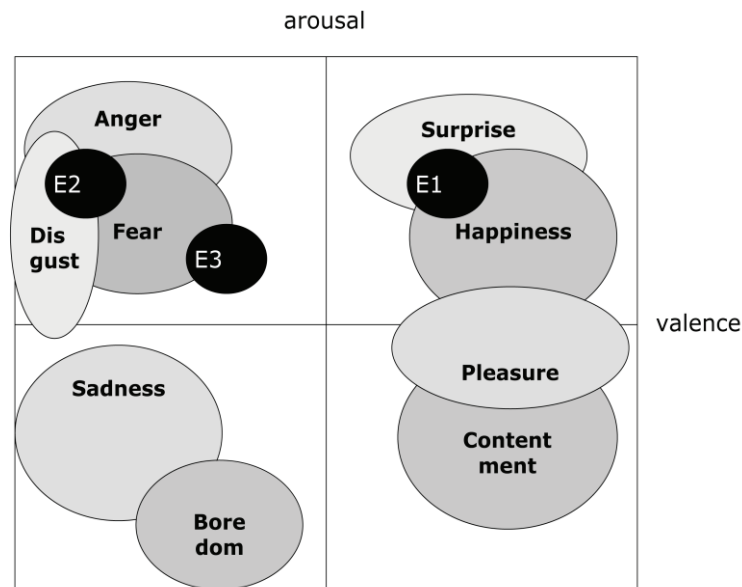 arousal
Anger
Surprise
E2
E1
Dis
gust
Fear
Happiness
E3
valence
Sadness
Pleasure
Content
ment
Bore
dom